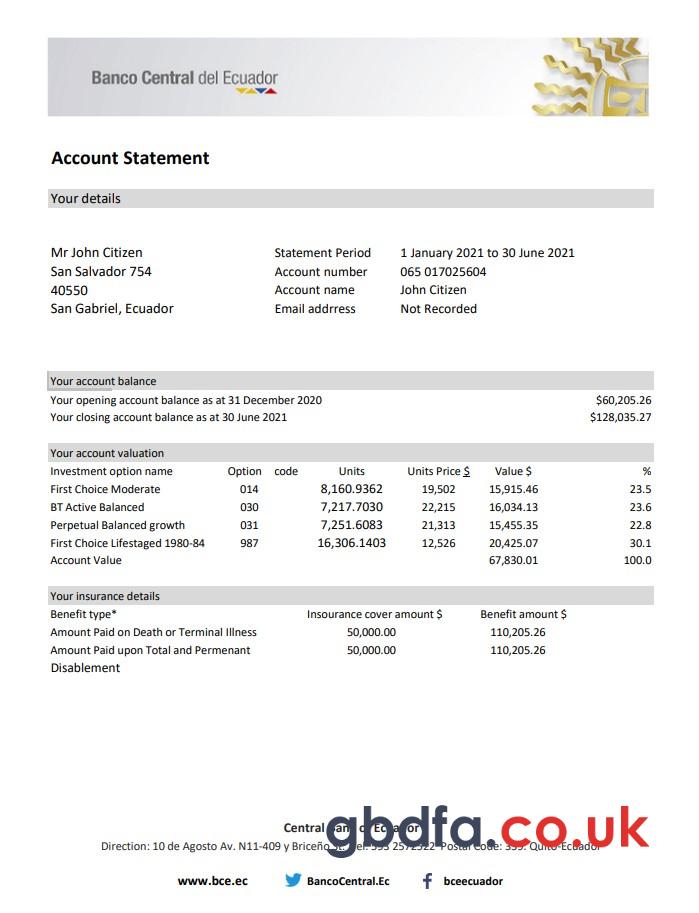 Banco Central del Ecuador
Account Statement
Your details
Mr John Citizen Statement Period 1 January 2021 to 30 June 2021
San Salvador 754 Account number 065 017025604
40550 Account name John Citizen
San Gabriel, Ecuador Email addrress Not Recorded
Your account balance
Your opening account balance as at 31 December 2020 $60,205.26
Your closing account balance as at 30 June 2021 $128,035.27
Your account valuation
Investment option name Option code Units Units Price $ Value $ %
First Choice Moderate 014 8,160.9362 19,502 15,915.46 23.5
BT Active Balanced 030 7,217.7030 22,215 16,034.13 23.6
Perpetual Balanced growth 031 7,251.6083 21,313 15,455.35 22.8
First Choice Lifestaged 1980-84 987 16,306.1403 12,526 20,425.07 30.1
Account Value 67,830.01 100.0
Your insurance details
Benefit type* Insourance cover amount $ Benefit amount $
Amount Paid on Death or Terminal Illness 50,000.00 110,205.26
Amount Paid upon Total and Permenant 50,000.00 110,205.26
Disablement
gbdfa.co.uk
Central Bank of Ecuador
Direction: 10 de Agosto Av. N11-409 y Briceño St. Tel: 593 2572522 Postal Code: 339. Quito-Ecuador
www.bce.ec BancoCentral.Ec bceecuador